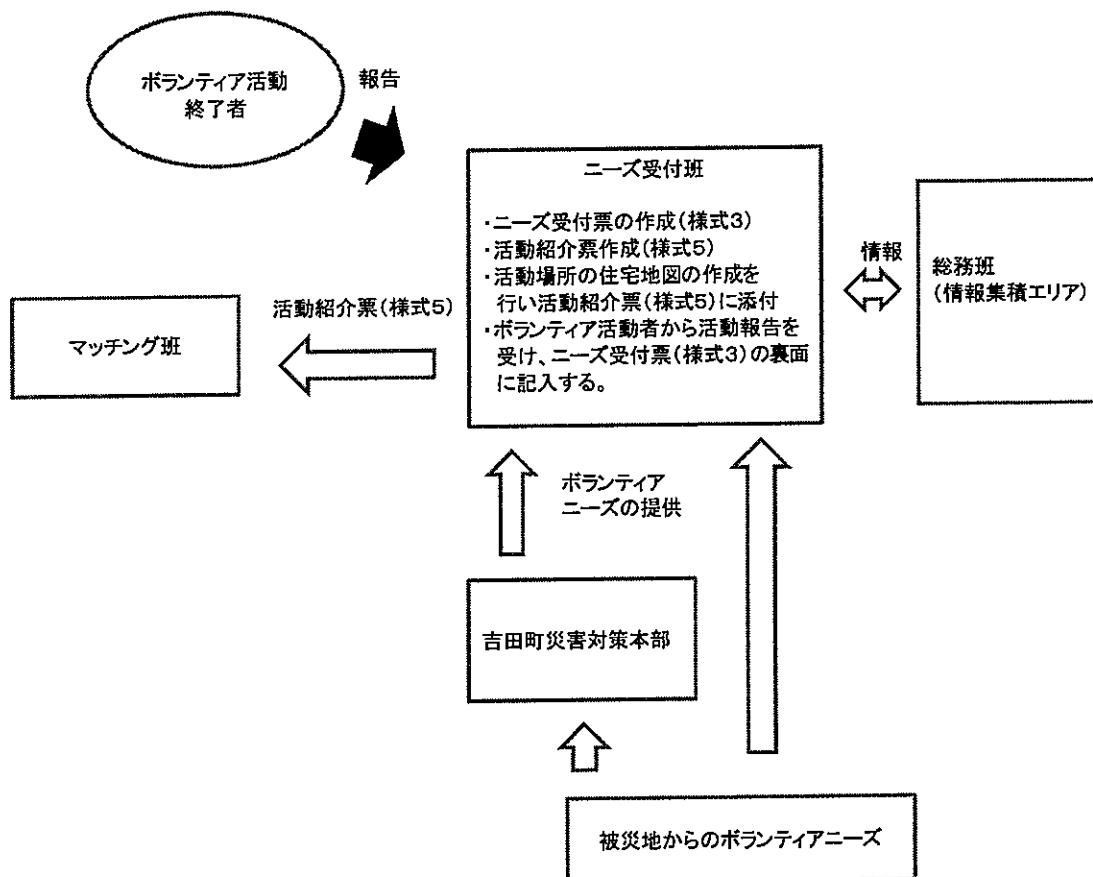 ボランティア活動
終了者
報告
ニーズ受付班
・ニーズ受付票の作成(様式3)
・活動紹介票作成(様式5)
・活動場所の住宅地図の作成を
行い活動紹介票(様式5)に添付
・ボランティア活動者から活動報告を
受け、ニーズ受付票(様式3)の裏面
に記入する。
情報
総務班
(情報集積エリア)
活動紹介票(様式5)
マッチング班
ボランティア
ニーズの提供
吉田町災害対策本部
被災地からのボランティアニーズ